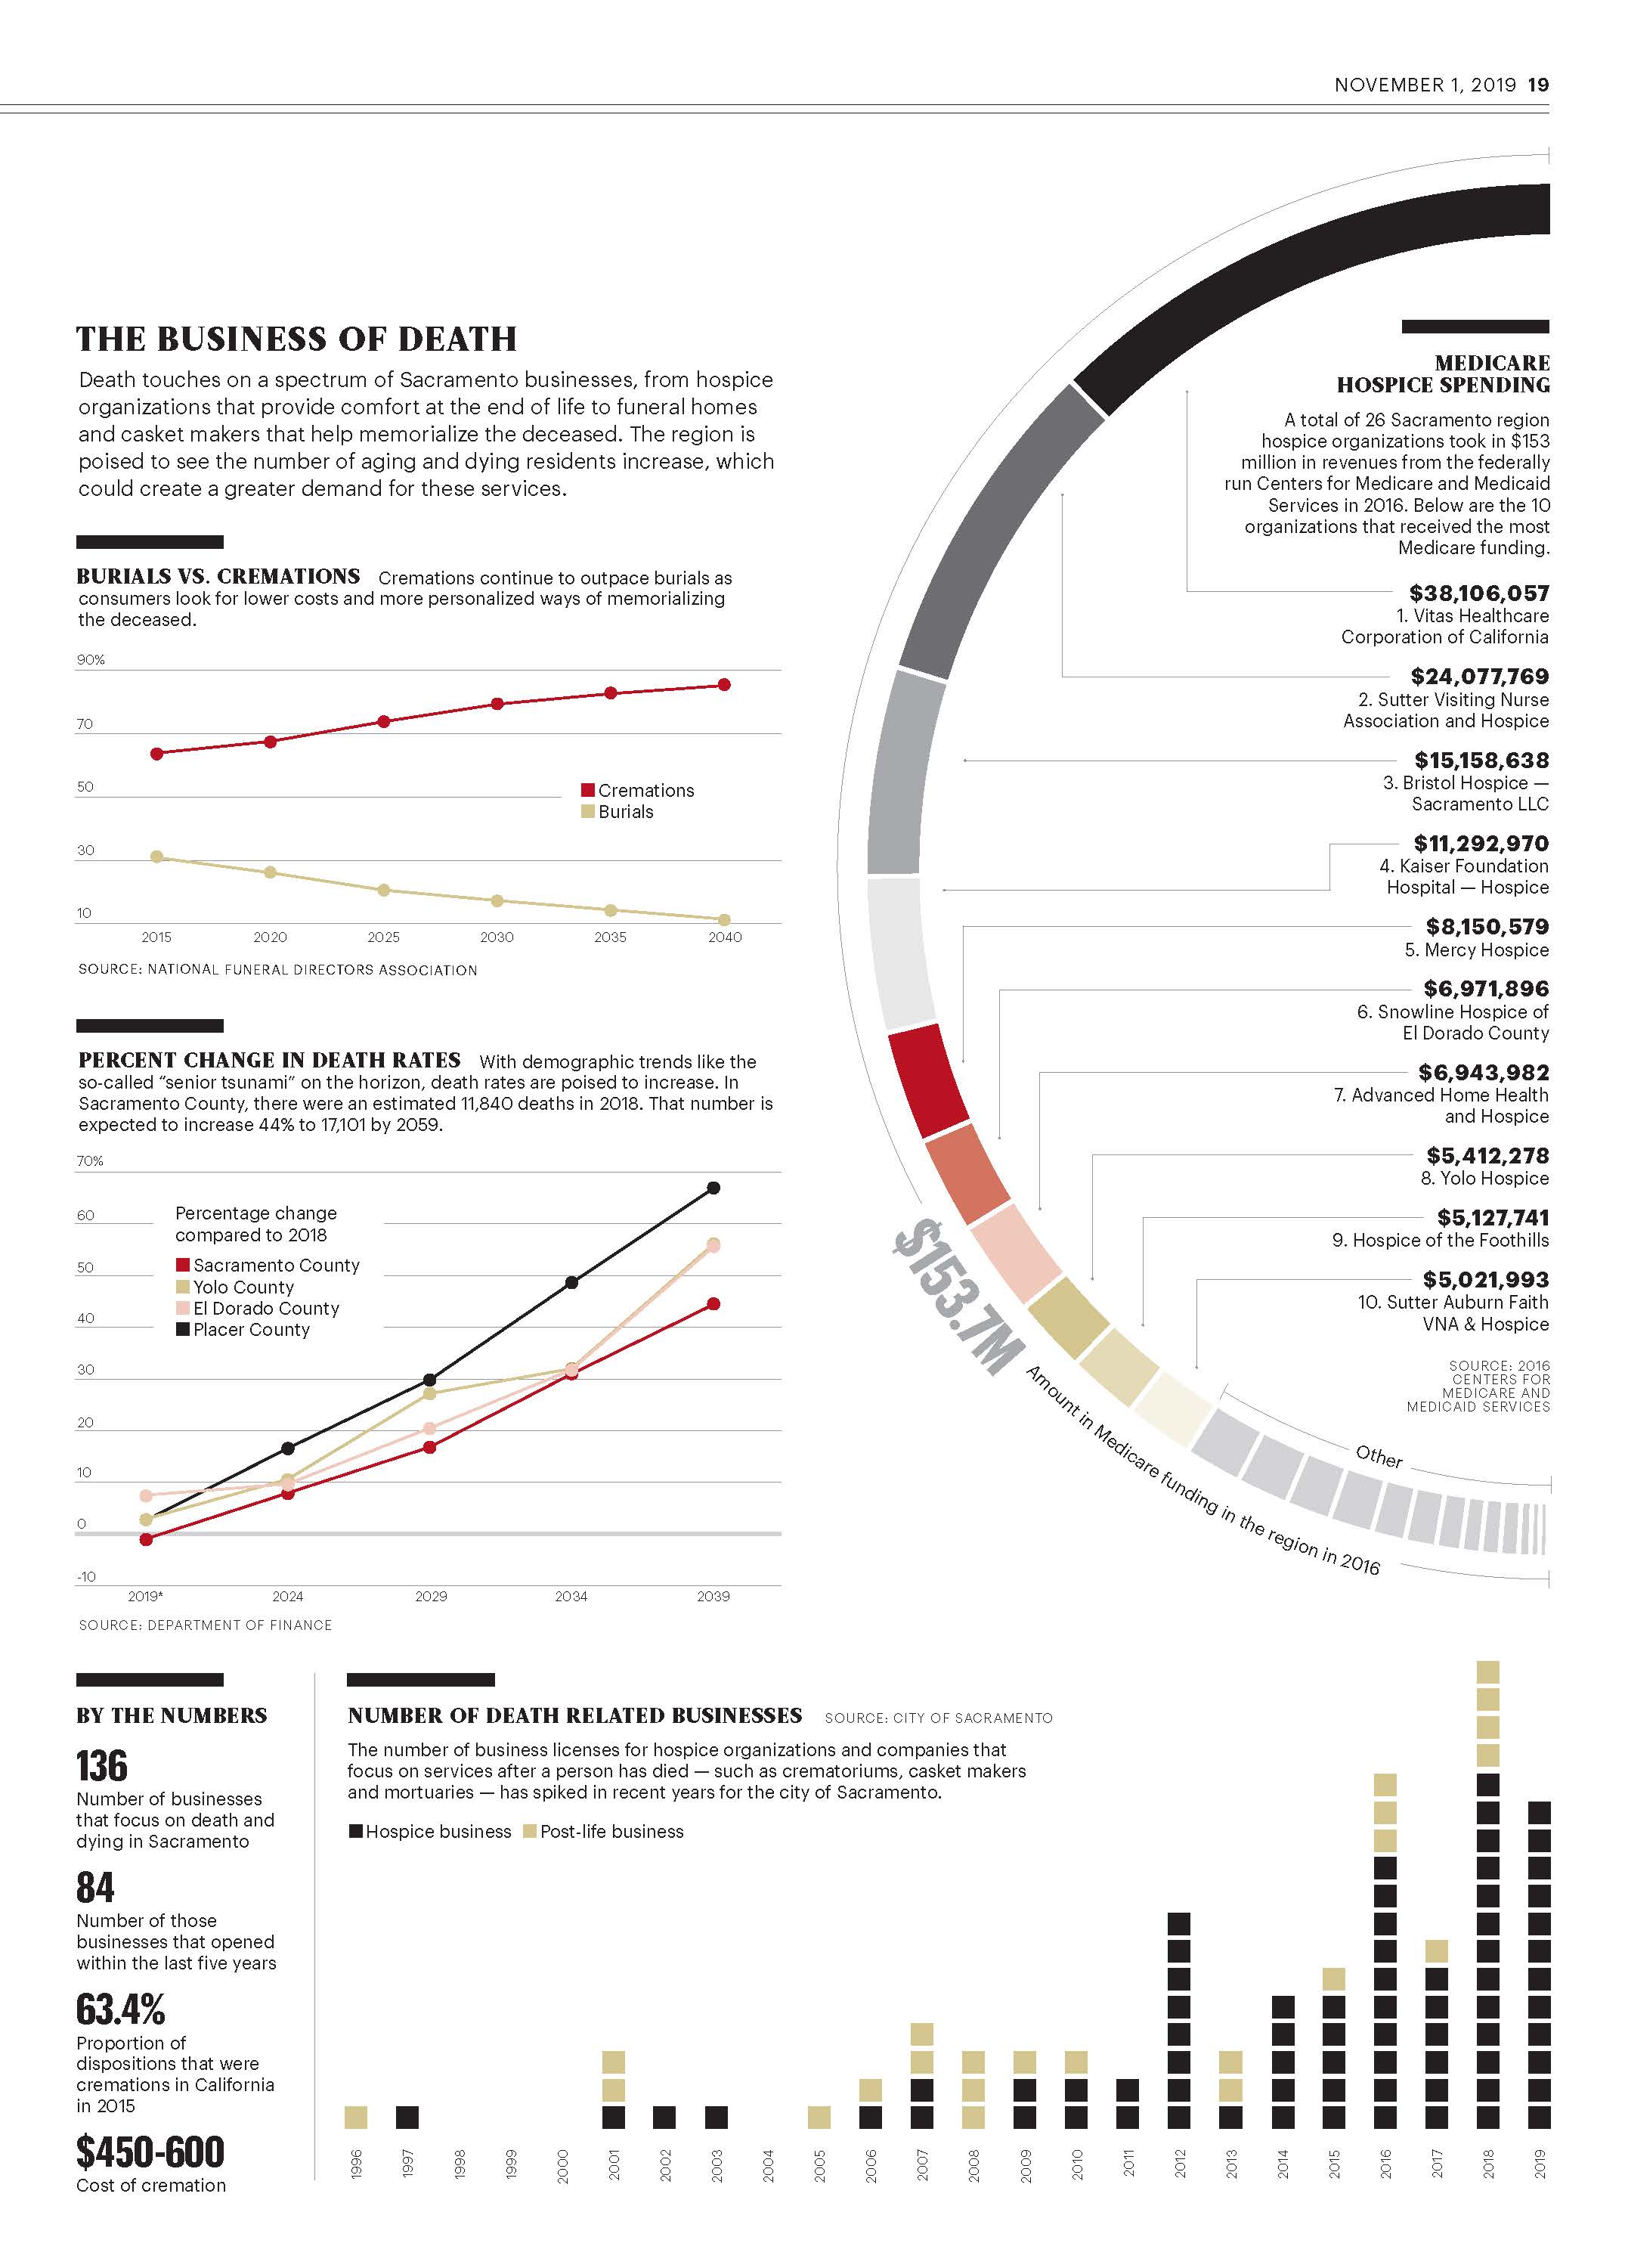 NOVEMBER 1, 2019 19
THE BUSINESS OF DEATH
Death touches on a spectrum of Sacramento businesses, from hospice
organizations that provide comfort at the end of life to funeral homes
and casket makers that help memorialize the deceased. The region is
poised to see the number of aging and dying residents increase, which
could create a greater demand for these services.
BURIALS VS. CREMATIONS Cremations continue to outpace burials as
consumers look for lower costs and more personalized ways of memorializing
the deceased.
90%
70
50
Cremations
Burials
30
10
2015 2020 2025 2030 2035 2040
SOURCE: NATIONAL FUNERAL DIRECTORS ASSOCIATION
PERCENT CHANGE IN DEATH RATES With demographic trends like the
so-called “senior tsunami” on the horizon, death rates are poised to increase. In
Sacramento County, there were an estimated 11,840 deaths in 2018. That number is
expected to increase 44% to 17,101 by 2059.
70%
60
50
40
30
20
10
0
-10
Percentage change
compared to 2018
Sacramento County
Yolo County
El Dorado County
Placer County
2019* 2024 2029 2034 2039
SOURCE: DEPARTMENT OF FINANCE
MEDICARE
HOSPICE SPENDING
A total of 26 Sacramento region
hospice organizations took in $153
million in revenues from the federally
run Centers for Medicare and Medicaid
Services in 2016. Below are the 10
organizations that received the most
Medicare funding.
$38,106,057
1. Vitas Healthcare
Corporation of California
$24,077,769
2. Sutter Visiting Nurse
Association and Hospice
$15,158,638
3. Bristol Hospice —
Sacramento LLC
$11,292,970
4. Kaiser Foundation
Hospital — Hospice
$8,150,579
5. Mercy Hospice
$6,971,896
6. Snowline Hospice of
El Dorado County
$6,943,982
7. Advanced Home Health
and Hospice
$5,412,278
8. Yolo Hospice
$5,127,741
9. Hospice of the Foothills
$5,021,993
10. Sutter Auburn Faith
VNA & Hospice
SOURCE: 2016
CENTERS FOR
MEDICARE AND
MEDICAID SERVICES
Other
$153.7M
Amount in Medicare funding in the region in 2016
BY THE NUMBERS
136
Number of businesses
that focus on death and
dying in Sacramento
84
Number of those
businesses that opened
within the last five years
63.4%
Proportion of
dispositions that were
cremations in California
in 2015
$450-600
Cost of cremation
NUMBER OF DEATH RELATED BUSINESSES SOURCE: CITY OF SACRAMENTO
The number of business licenses for hospice organizations and companies that
focus on services after a person has died — such as crematoriums, casket makers
and mortuaries — has spiked in recent years for the city of Sacramento.
Hospice business Post-life business
1996 1997 1998 1999 2000 2001 2002 2003 2004 2005 2006 2007 2008 2009 2010 2011 2012 2013 2014 2015 2016 2017 2018 2019